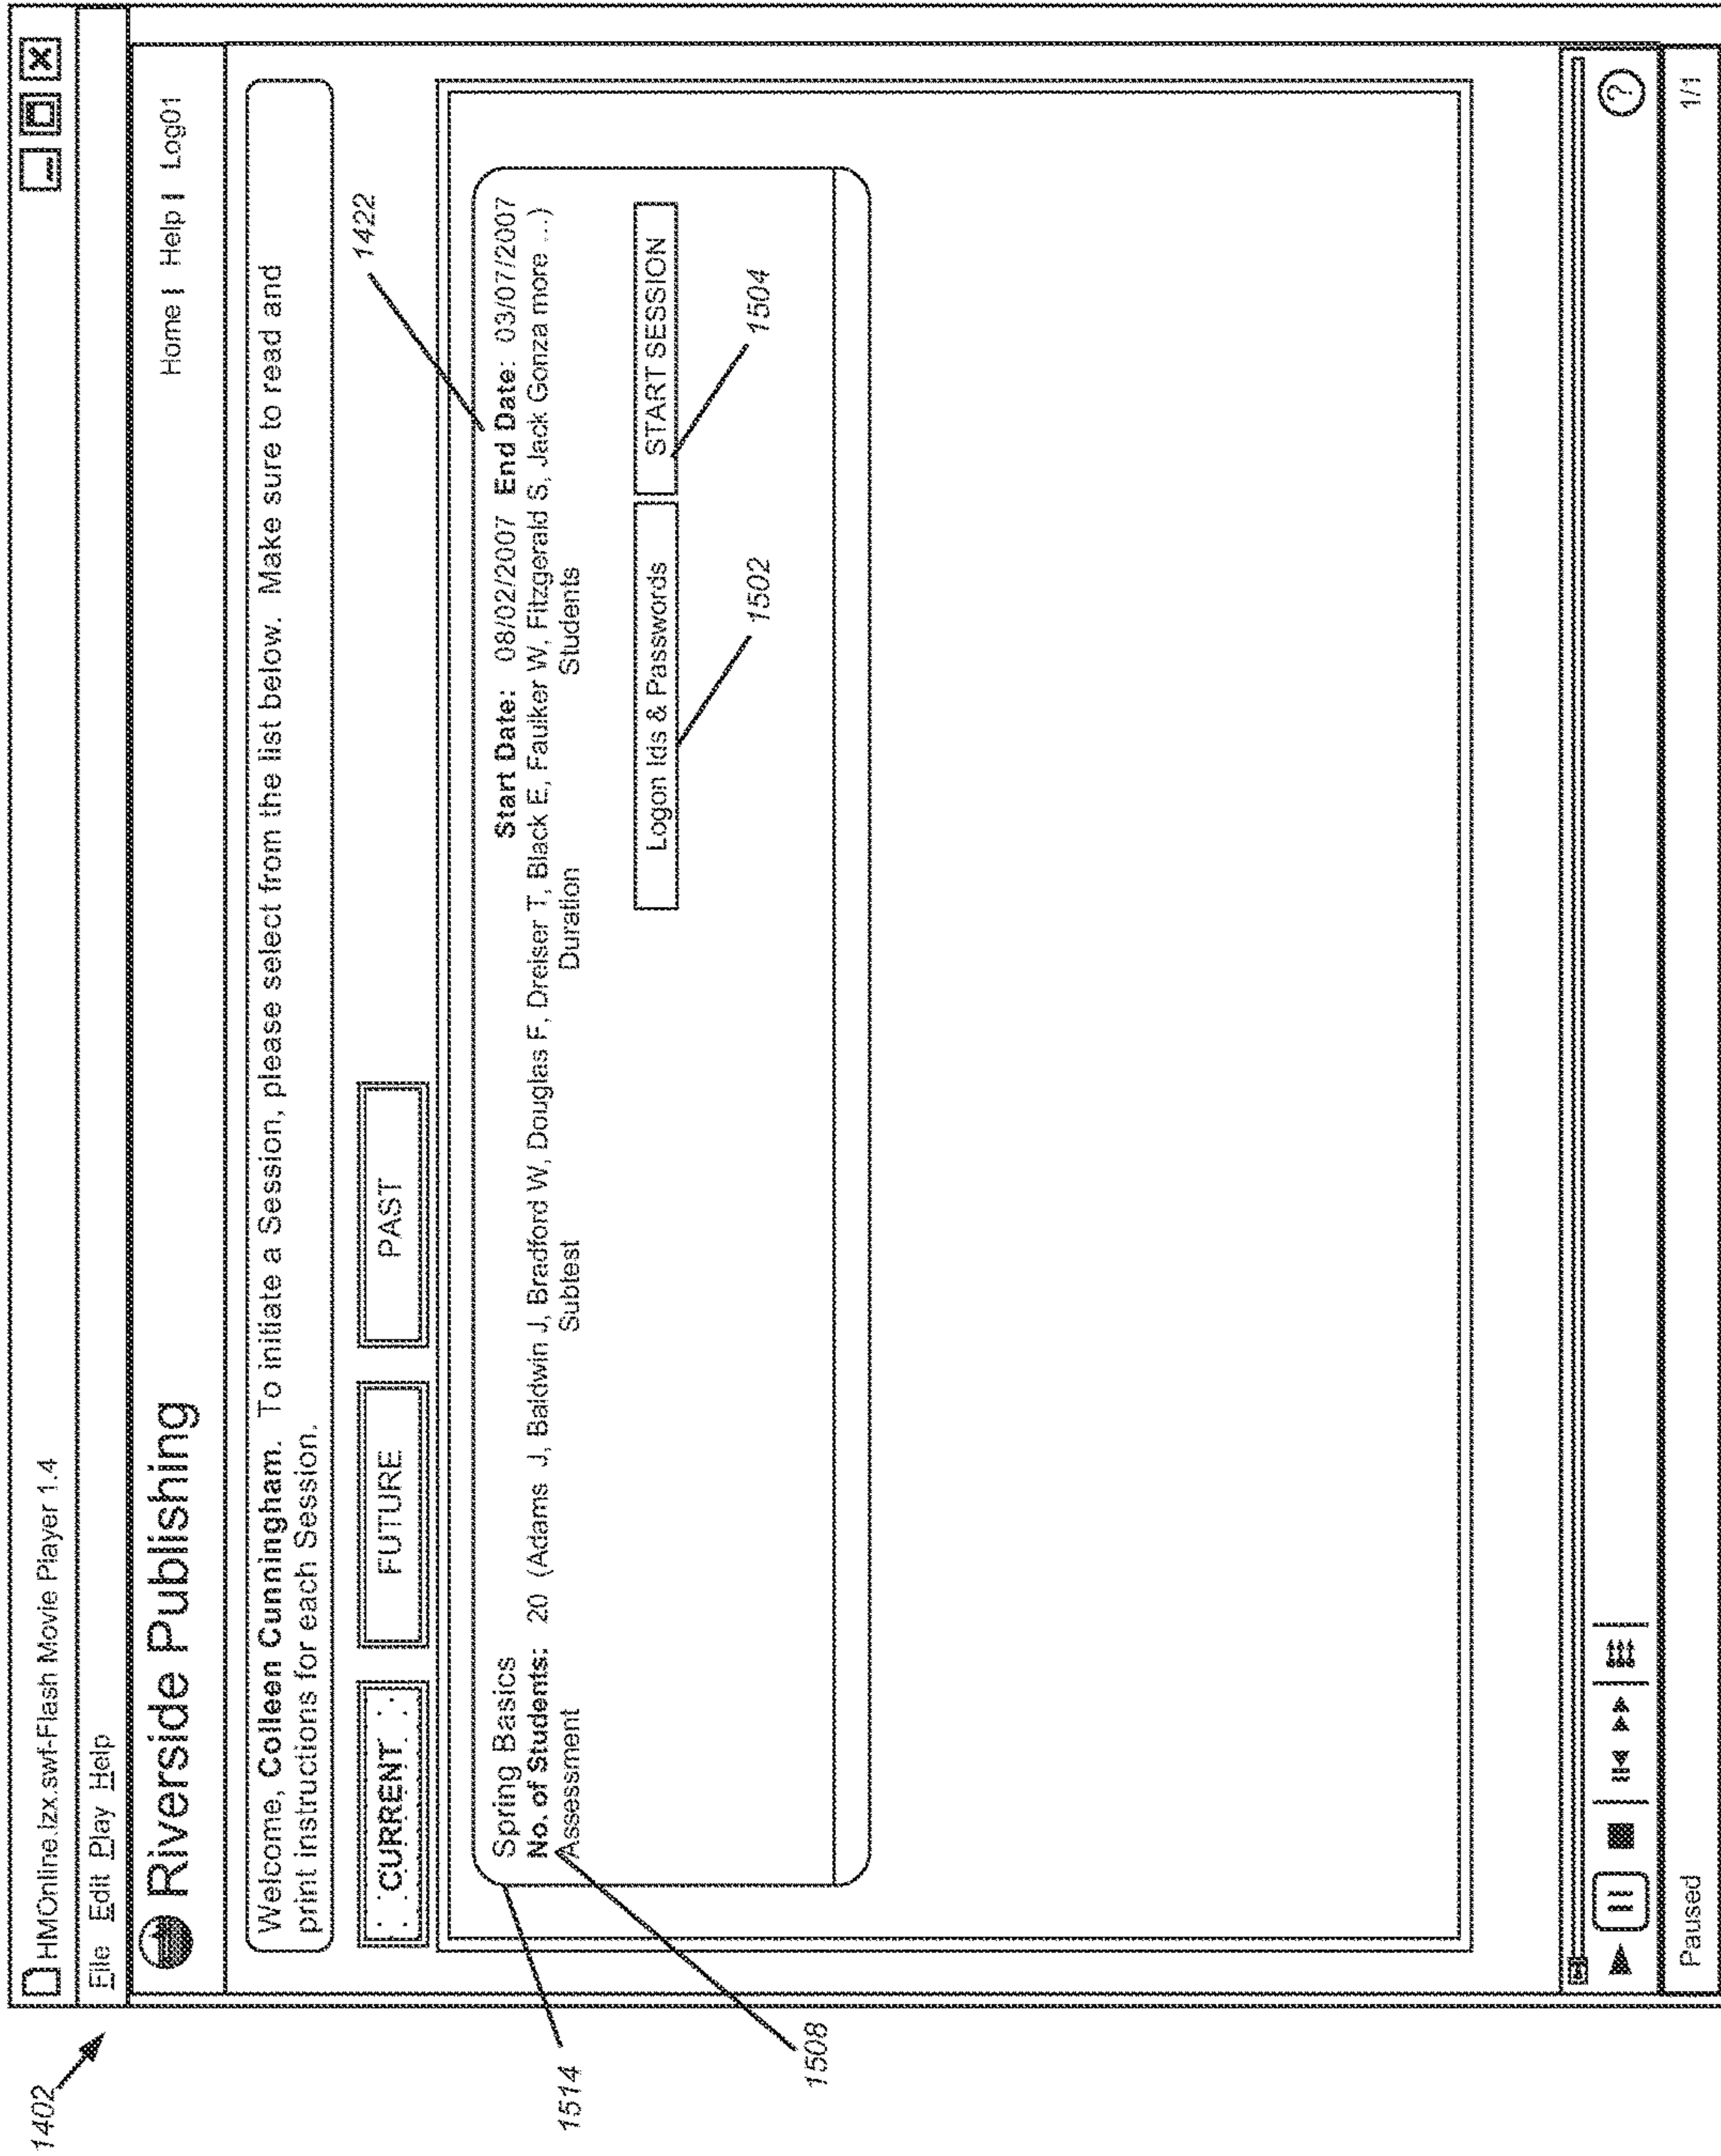 1402
HMOnline.lzx.swf-Flash Movie Player 1.4
File Edit Play Help
Riverside Publishing
Home | Help | Log01
Welcome, Colleen Cunningham. To initiate a Session, please select from the list below. Make sure to read and
print instructions for each Session.
CURRENT FUTURE PAST
1422
Spring Basics Start Date: 08/02/2007 End Date: 03/07/2007
No. of Students: 20 (Adams J, Baldwin J, Bradford W, Douglas F, Dreiser T, Black E, Faulker W, Fitzgerald S, Jack Gonza more ...)
Assessment Subtest Duration Students
Logon Ids & Passwords START SESSION
1514
1502
1504
1508
?
Paused 1/1